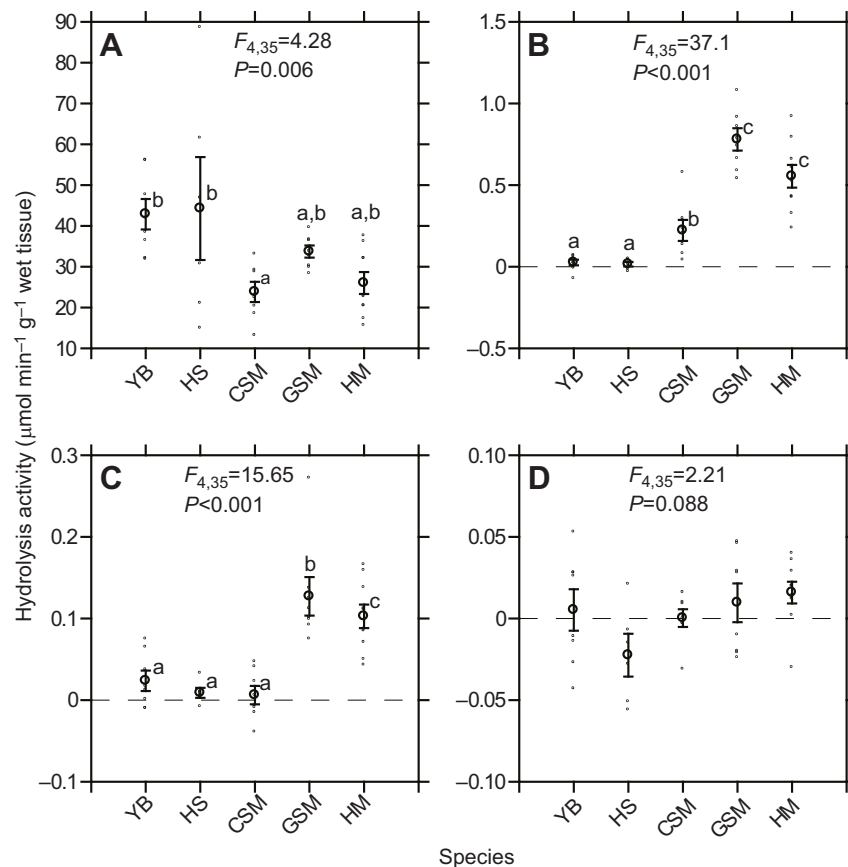 A
F4,35=4.28
P=0.006
90
80
70
60
50
40
30
20
10
b
b
a
a,b
a,b
YB
HS
CSM
GSM
HM
B
F4,35=37.1
P<0.001
1.5
1.0
0.5
0
–0.5
a
a
b
c
c
YB
HS
CSM
GSM
HM
Hydrolysis activity (μmol min–1 g–1 wet tissue)
C
F4,35=15.65
P<0.001
0.3
0.2
0.1
0
–0.1
a
a
a
b
c
YB
HS
CSM
GSM
HM
D
F4,35=2.21
P=0.088
0.10
0.05
0
–0.05
–0.10
YB
HS
CSM
GSM
HM
Species